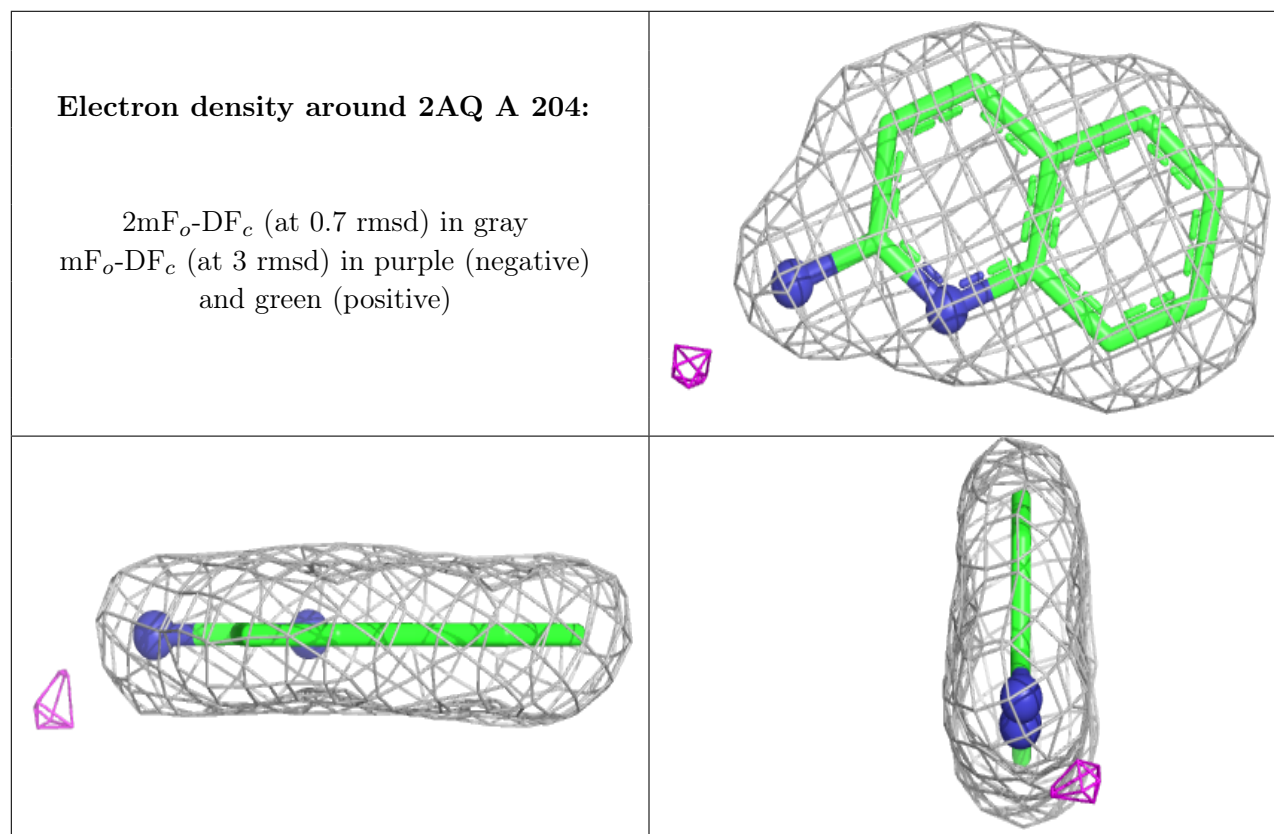 Electron density around 2AQ A 204:
2mFo-DFc (at 0.7 rmsd) in gray
mFo-DFc (at 3 rmsd) in purple (negative)
and green (positive)